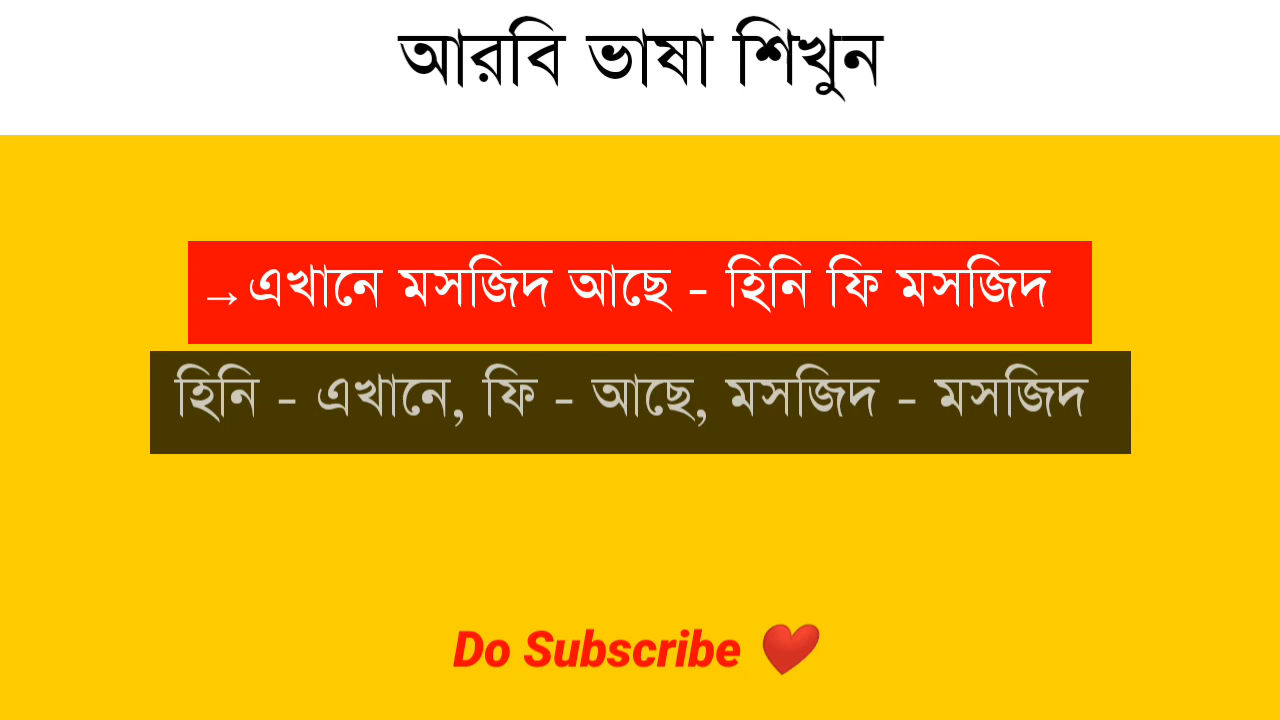 আরবি ভাষা শিখুন
→এখানে মসজিদ আছে - হিনি ফি মসজিদ
হিনি - এখানে, ফি - আছে, মসজিদ - মসজিদ
Do Subscribe ❤️